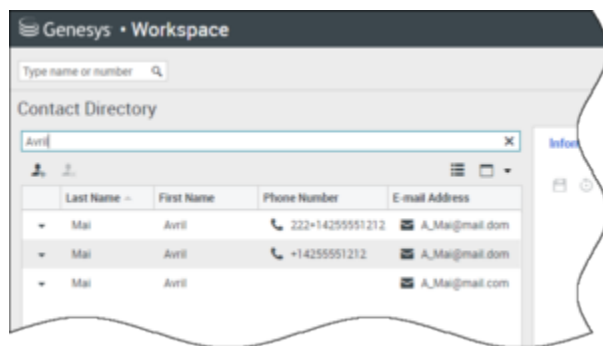 Genesys • Workspace
Type name or number
Contact Directory
Avril
Infor
Last Name First Name Phone Number E-mail Address
Mai Avril 222+14255551212 A_Mai@mail.dom
Mai Avril +14255551212 A_Mai@mail.dom
Mai Avril A_Mai@mail.com